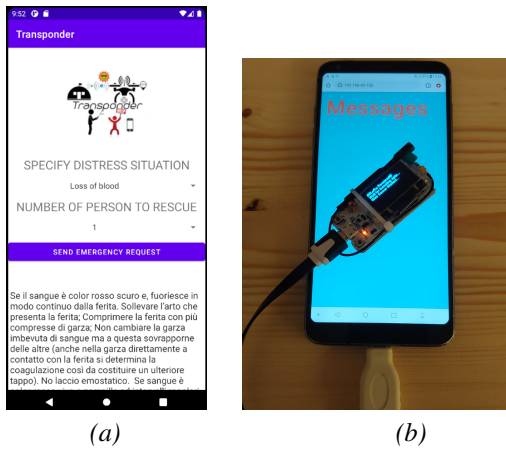 9:52
Transponder
Transponder
SPECIFY DISTRESS SITUATION
Loss of blood
NUMBER OF PERSON TO RESCUE
1
SEND EMERGENCY REQUEST
Se il sangue è color rosso scuro e, fuoriesce in
modo continuo dalla ferita. Sollevare l'arto che
presenta la ferita; Comprimere la ferita con più
compresse di garza; Non cambiare la garza
imbevuta di sangue ma a questa sovrapporre
delle altre (anche nella garza direttamente a
contatto con la ferita si determina la
coagulazione così da costituire un ulteriore
tappo). No laccio emostatico. Se sangue è
(a)
Messages
(b)